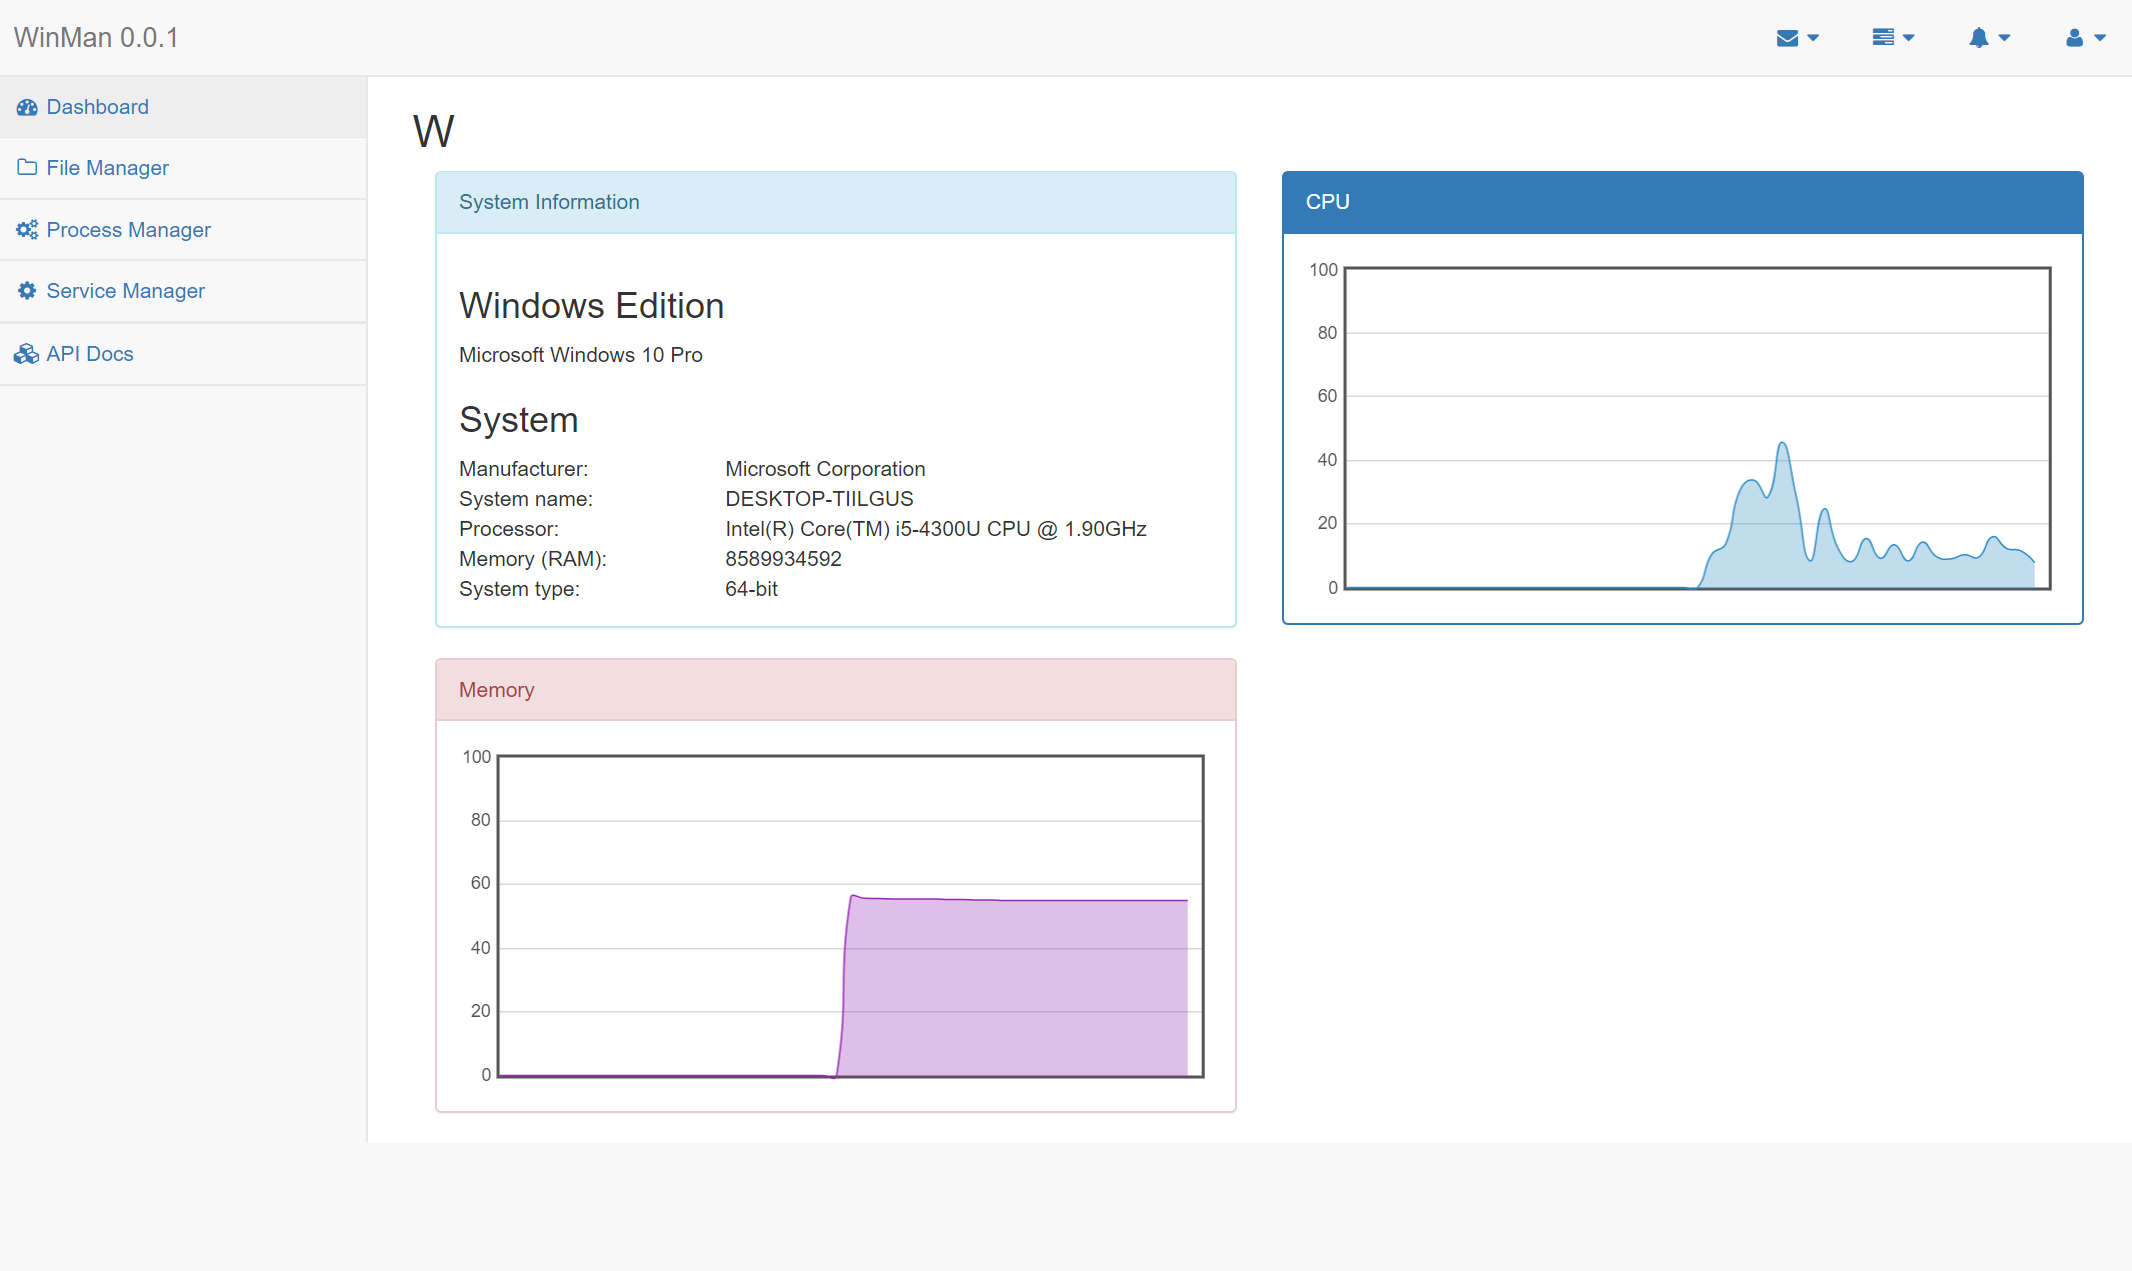 WinMan 0.0.1
Dashboard
File Manager
Process Manager
Service Manager
API Docs
W
System Information
Windows Edition
Microsoft Windows 10 Pro
System
Manufacturer: Microsoft Corporation
System name: DESKTOP-TIILGUS
Processor: Intel(R) Core(TM) i5-4300U CPU @ 1.90GHz
Memory (RAM): 8589934592
System type: 64-bit
CPU
100
80
60
40
20
0
Memory
100
80
60
40
20
0